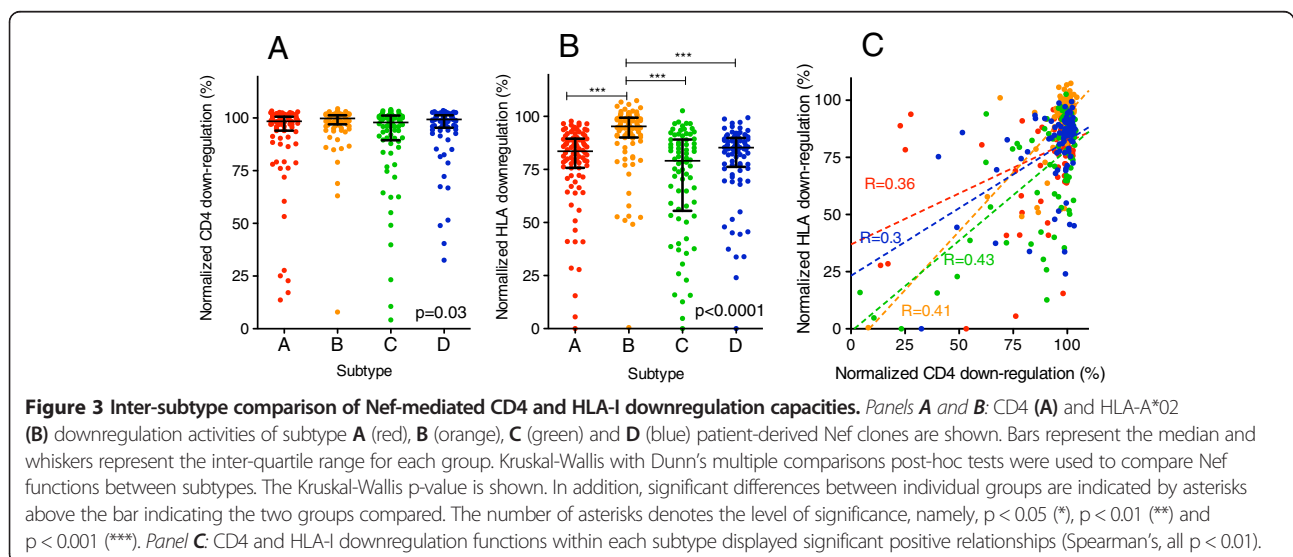 A
Normalized CD4 down-regulation (%)
100
75
50
25
0
p=0.03
A B C D
Subtype
B
Normallized HLA downregulation (%)
***
***
***
100
75
50
25
0
p<0.0001
A B C D
Subtype
C
Normalized HLA down-regulation (%)
100
75
50
25
0
R=0.36
R=0.3
R=0.43
R=0.41
0 25 50 75 100
Normalized CD4 down-regulation (%)
Figure 3 Inter-subtype comparison of Nef-mediated CD4 and HLA-I downregulation capacities. Panels A and B: CD4 (A) and HLA-A*02
(B) downregulation activities of subtype A (red), B (orange), C (green) and D (blue) patient-derived Nef clones are shown. Bars represent the median and
whiskers represent the inter-quartile range for each group. Kruskal-Wallis with Dunn's multiple comparisons post-hoc tests were used to compare Nef
functions between subtypes. The Kruskal-Wallis p-value is shown. In addition, significant differences between individual groups are indicated by asterisks
above the bar indicating the two groups compared. The number of asterisks denotes the level of significance, namely, p < 0.05 (*), p < 0.01 (**) and
p < 0.001 (***). Panel C: CD4 and HLA-I downregulation functions within each subtype displayed significant positive relationships (Spearman's, all p < 0.01).